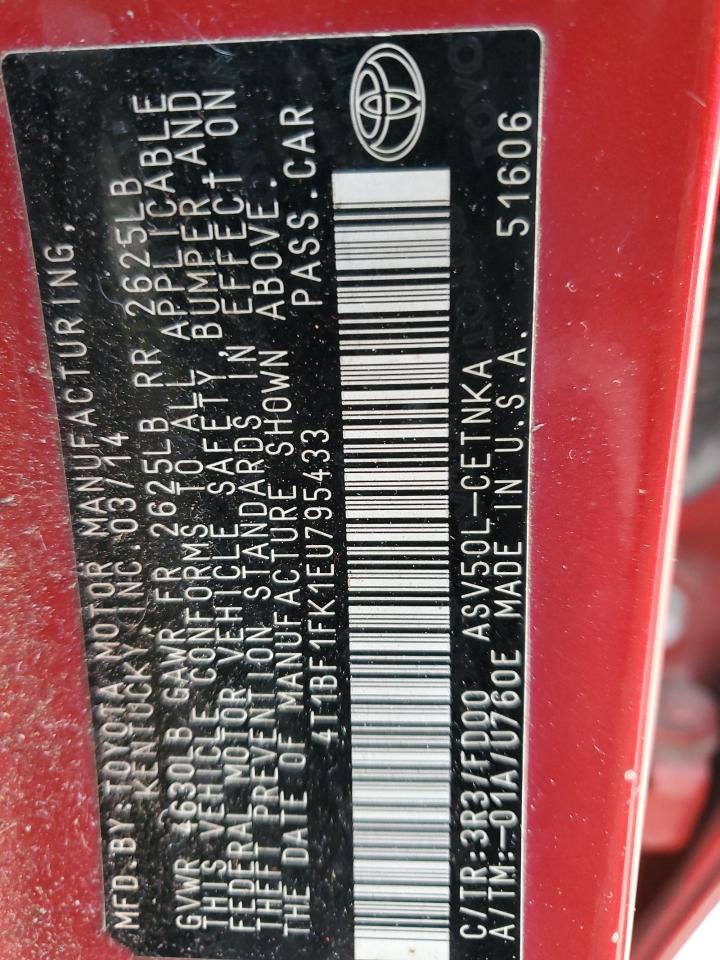 MFD.BY:TOYOTA MOTOR MANUFACTURING,
KENTUCKY,INC. 03/14
GVWR 4630LB GAWR FR 2625LB RR 2625LB
THIS VEHICLE CONFORMS TO ALL APPLICABLE
FEDERAL MOTOR VEHICLE SAFETY, BUMPER AND
THEFT PREVENTION STANDARDS IN EFFECT ON
THE DATE OF MANUFACTURE SHOWN ABOVE.
4T1BF1FK1EU795433 PASS.CAR
C/TR:3R3/FD00 ASV50L-CETNKA
A/TM:-01A/U760E MADE IN U.S.A. 51606